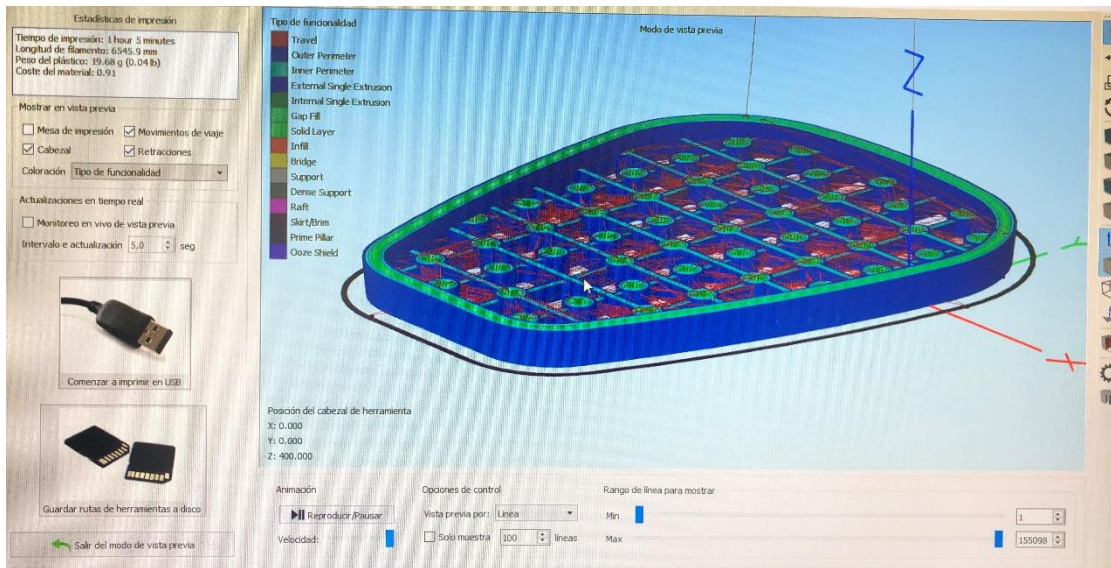 Estadísticas de impresión
Tiempo de impresión: 1 hour 5 minutes
Longitud de filamento: 6545.9 mm
Peso del plástico: 19.68 g (0.04 lb)
Coste del material: 0.91
Mostrar en vista previa
Mesa de impresión
Movimientos de viaje
Cabezal
Retracciones
Coloración
Tipo de funcionalidad
Actualizaciones en tiempo real
Monitoreo en vivo de vista previa
Intervalo e actualización 5,0 seg
Comenzar a imprimir en USB
Guardar rutas de herramientas a disco
Salir del modo de vista previa
Tipo de funcionalidad
Travel
Outer Perimeter
Inner Perimeter
External Single Extrusion
Internal Single Extrusion
Gap Fill
Solid Layer
Infill
Bridge
Support
Dense Support
Raft
Skirt/Brim
Prime Pillar
Ooze Shield
Modo de vista previa
Z
Y
X
Posición del cabezal de herramienta
X: 0.000
Y: 0.000
Z: 400.000
Animación
Reproducir/Pausar
Velocidad:
Opciones de control
Vista previa por: Línea
Solo muestra 100 líneas
Rango de línea para mostrar
Min 1
Max 155098